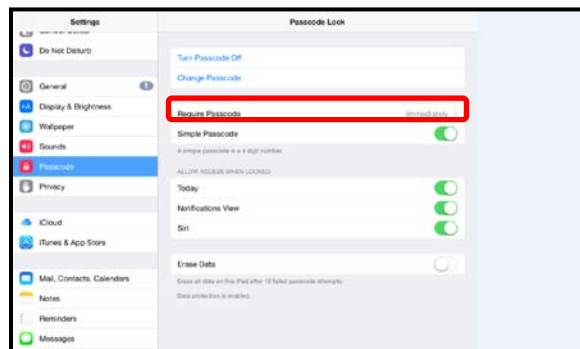 Settings
Passcode Lock
Do Not Disturb
Turn Passcode Off
Change Passcode
General
1
Display & Brightness
Require Passcode
Immediately
Wallpaper
Simple Passcode
Sounds
A simple passcode is a 4 digit number.
Passcode
ALLOW ACCESS WHEN LOCKED:
Privacy
Today
Notifications View
iCloud
Siri
iTunes & App Store
Erase Data
Mail, Contacts, Calendars
Erase all data on this iPad after 10 failed passcode attempts.
Notes
Data protection is enabled.
Reminders
Messages